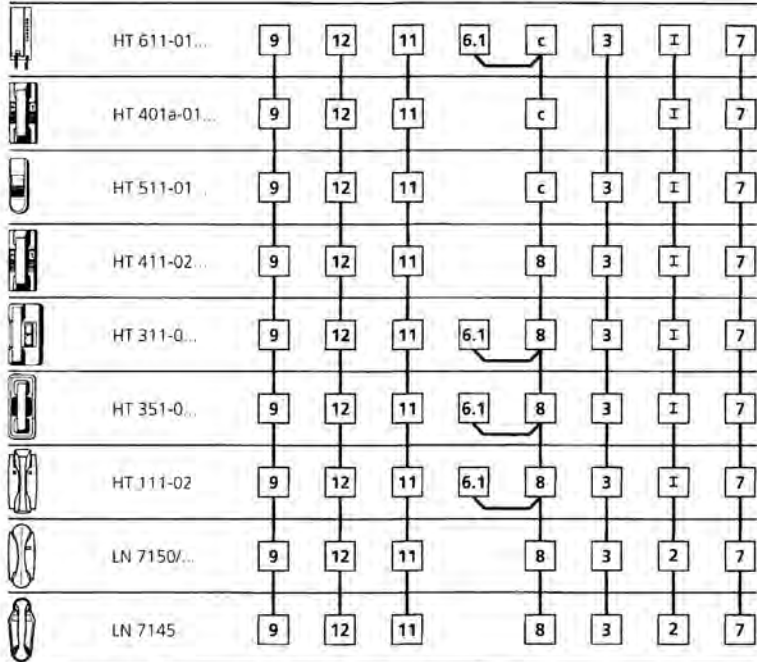 HT 611-01... 9 12 11 6.1 c 3 I 7
HT 401a-01... 9 12 11 c I 7
HT 511-01... 9 12 11 c 3 I 7
HT 411-02... 9 12 11 8 3 I 7
HT 311-0... 9 12 11 6.1 8 3 I 7
HT 351-0... 9 12 11 6.1 8 3 I 7
HT 111-02 9 12 11 6.1 8 3 I 7
LN 7150/... 9 12 11 8 3 2 7
LN 7145 9 12 11 8 3 2 7